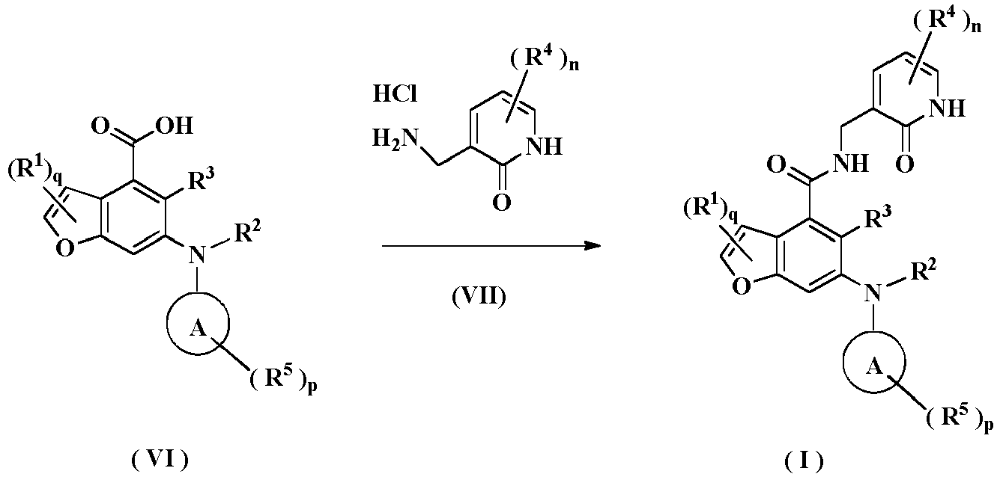 ( R⁴ )n
HCl
H₂N
NH
O
(VII)
O
OH
(R¹)q
R³
O
N
R²
A
( R⁵ )p
( VI )
( R⁴ )n
NH
O
O
NH
(R¹)q
R³
O
N
R²
A
( R⁵ )p
( I )